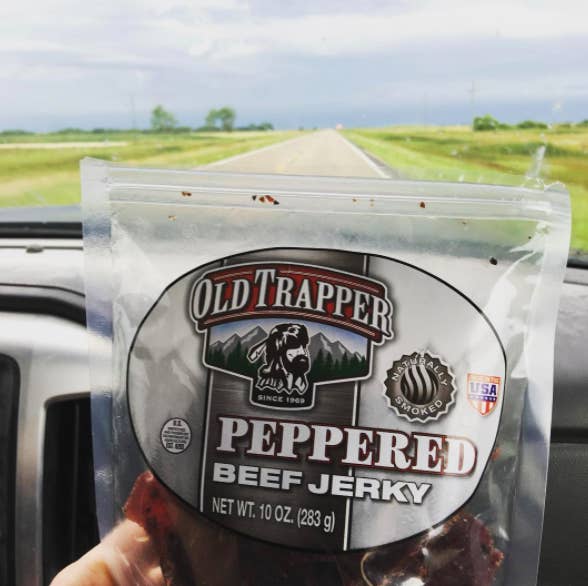 OLD TRAPPER
SINCE 1969
NATURALLY
SMOKED
USA
PEPPERED
BEEF JERKY
NET WT. 10 OZ. (283 g)